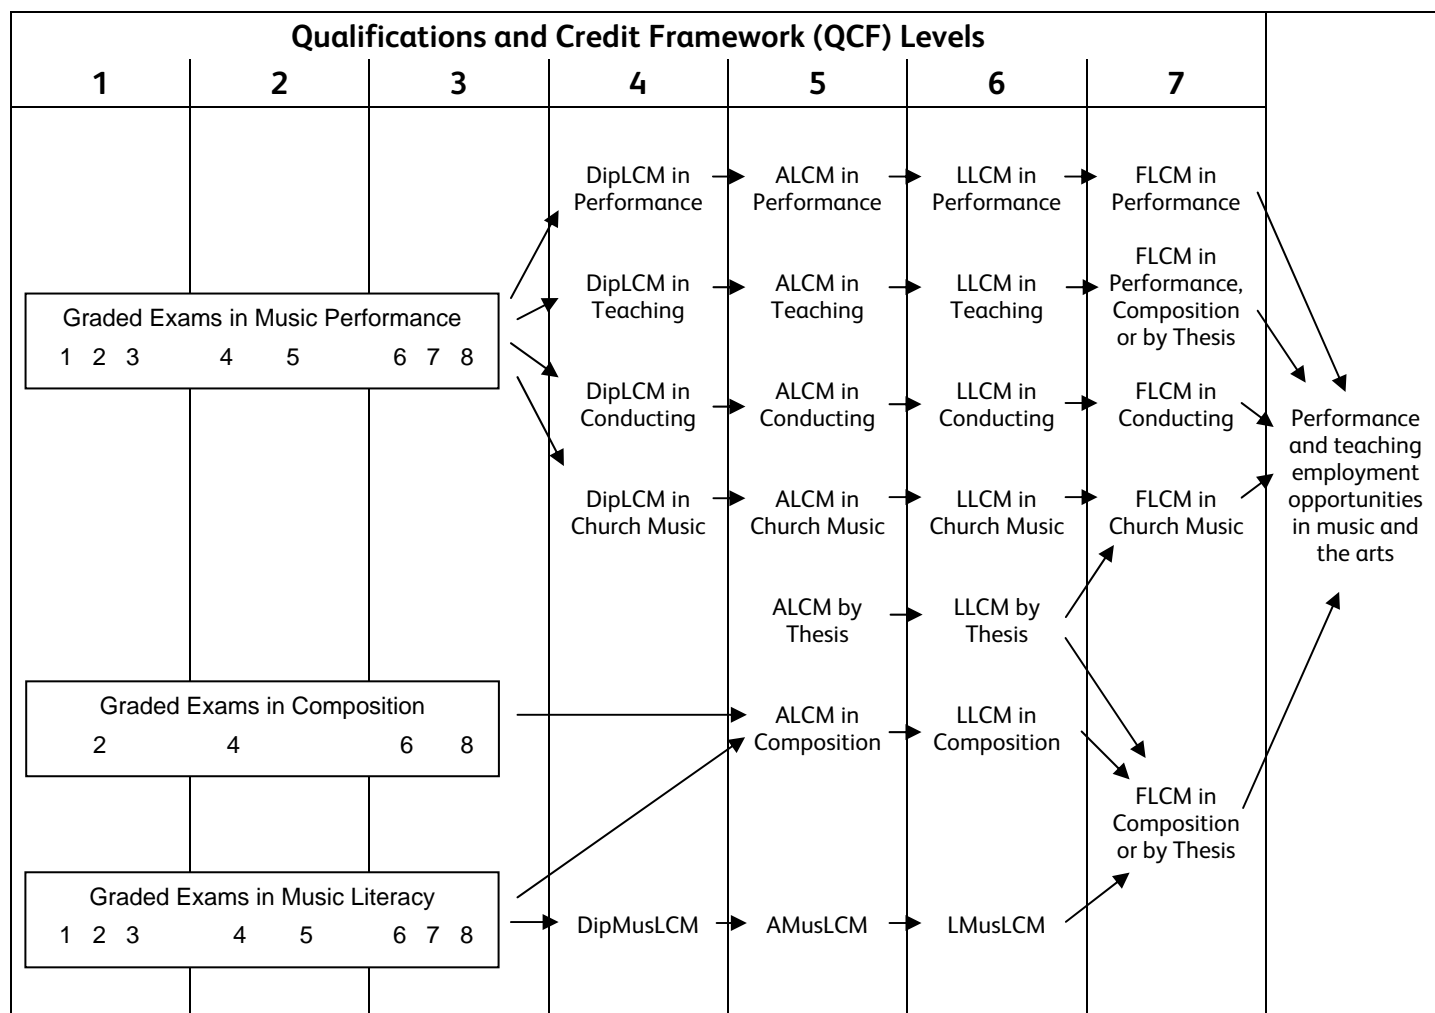 Qualifications and Credit Framework (QCF) Levels
1 2 3 4 5 6 7
DipLCM in
Performance
ALCM in
Performance
LLCM in
Performance
FLCM in
Performance
Graded Exams in Music Performance
1 2 3 4 5 6 7 8
DipLCM in
Teaching
ALCM in
Teaching
LLCM in
Teaching
FLCM in
Performance,
Composition
or by Thesis
DipLCM in
Conducting
ALCM in
Conducting
LLCM in
Conducting
FLCM in
Conducting
Performance
and teaching
employment
opportunities
in music and
the arts
DipLCM in
Church Music
ALCM in
Church Music
LLCM in
Church Music
FLCM in
Church Music
ALCM by
Thesis
LLCM by
Thesis
Graded Exams in Composition
2 4 6 8
ALCM in
Composition
LLCM in
Composition
FLCM in
Composition
or by Thesis
Graded Exams in Music Literacy
1 2 3 4 5 6 7 8
DipMusLCM
AMusLCM
LMusLCM